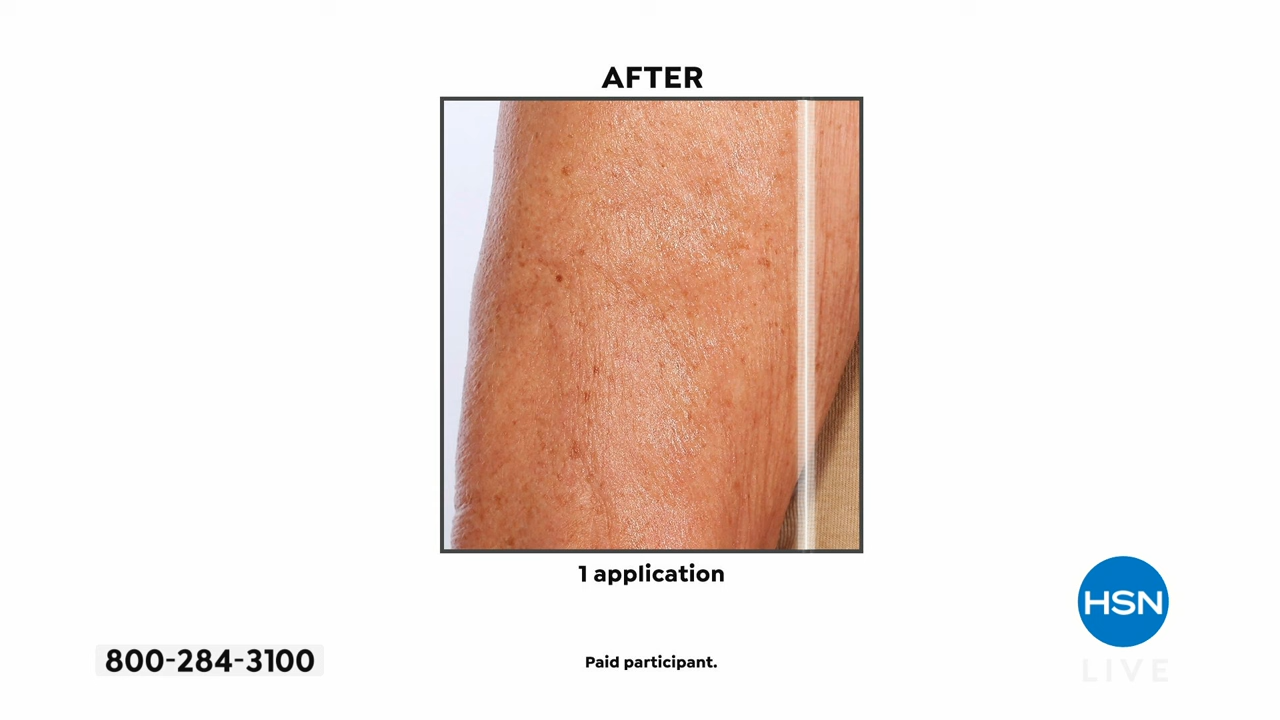 AFTER
1 application
HSN
LIVE
800-284-3100
Paid participant.